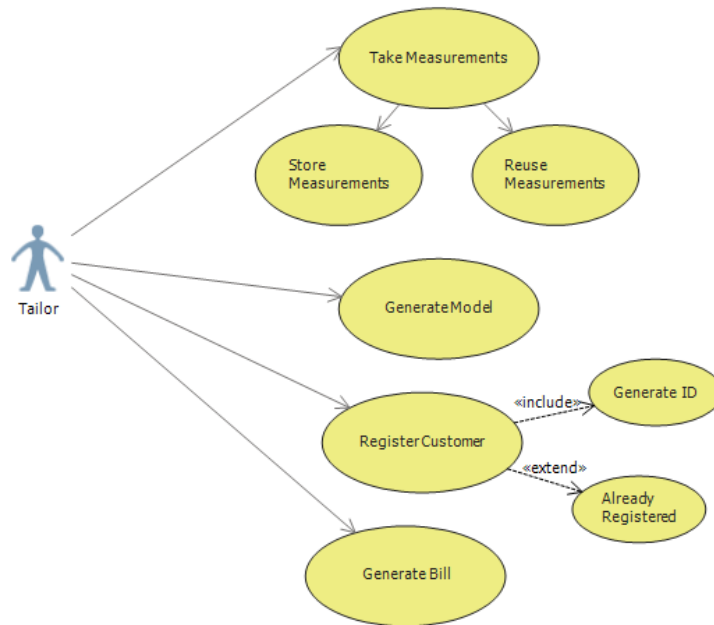 Take Measurements
Store
Measurements
Reuse
Measurements
Tailor
Generate Model
«include»
Generate ID
Register Customer
«extend»
Already
Registered
Generate Bill